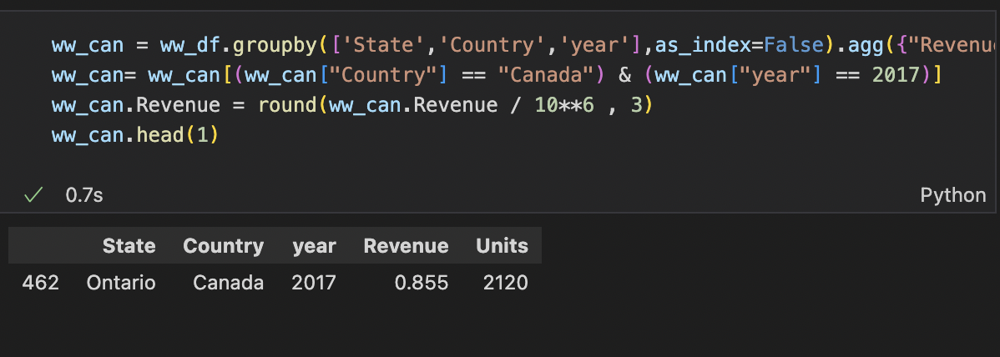 ww_can = ww_df.groupby(['State','Country','year'],as_index=False).agg({"Revenu
ww_can= ww_can[(ww_can["Country"] == "Canada") & (ww_can["year"] == 2017)]
ww_can.Revenue = round(ww_can.Revenue / 10**6 , 3)
ww_can.head(1)
0.7s Python
State Country year Revenue Units
462 Ontario Canada 2017 0.855 2120